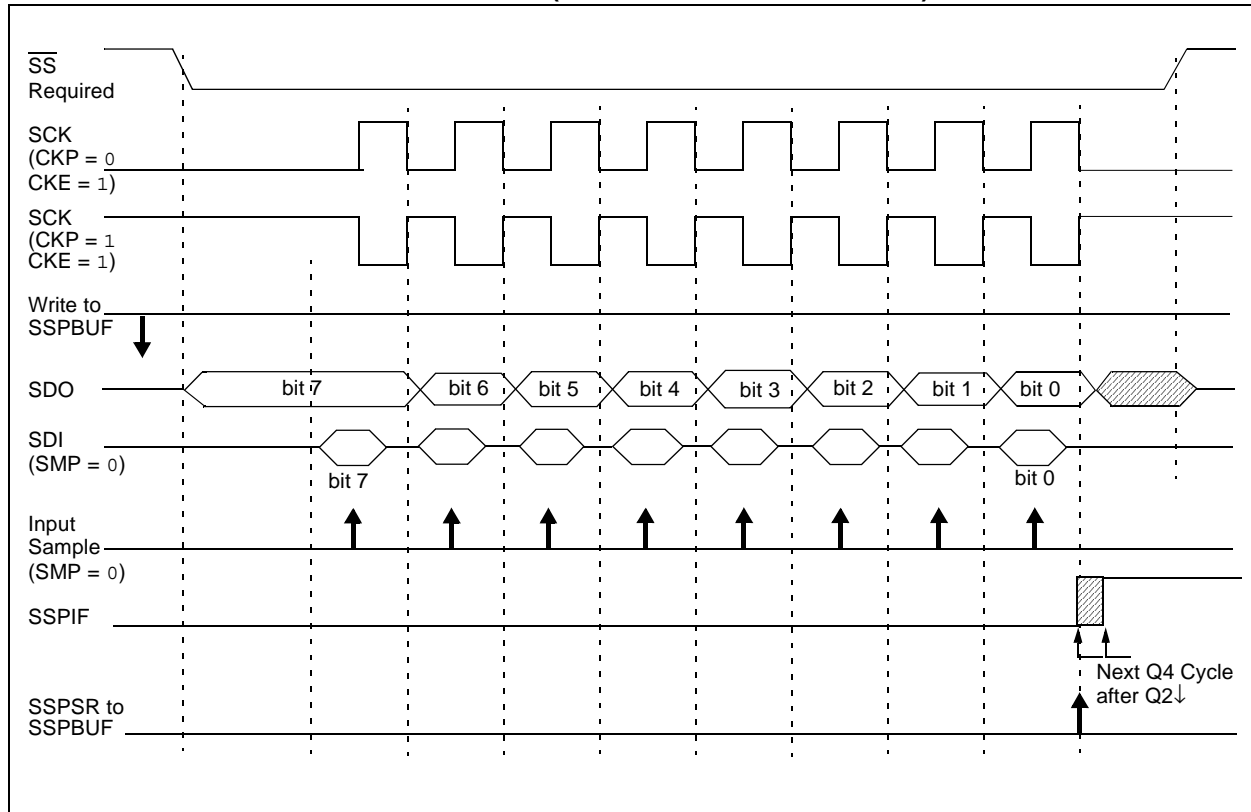 SS
Required
SCK
(CKP = 0
CKE = 1)
SCK
(CKP = 1
CKE = 1)
Write to
SSPBUF
SDO
bit 7 bit 6 bit 5 bit 4 bit 3 bit 2 bit 1 bit 0
SDI
(SMP = 0)
bit 7 bit 0
Input
Sample
(SMP = 0)
SSPIF
Next Q4 Cycle
after Q2↓
SSPSR to
SSPBUF